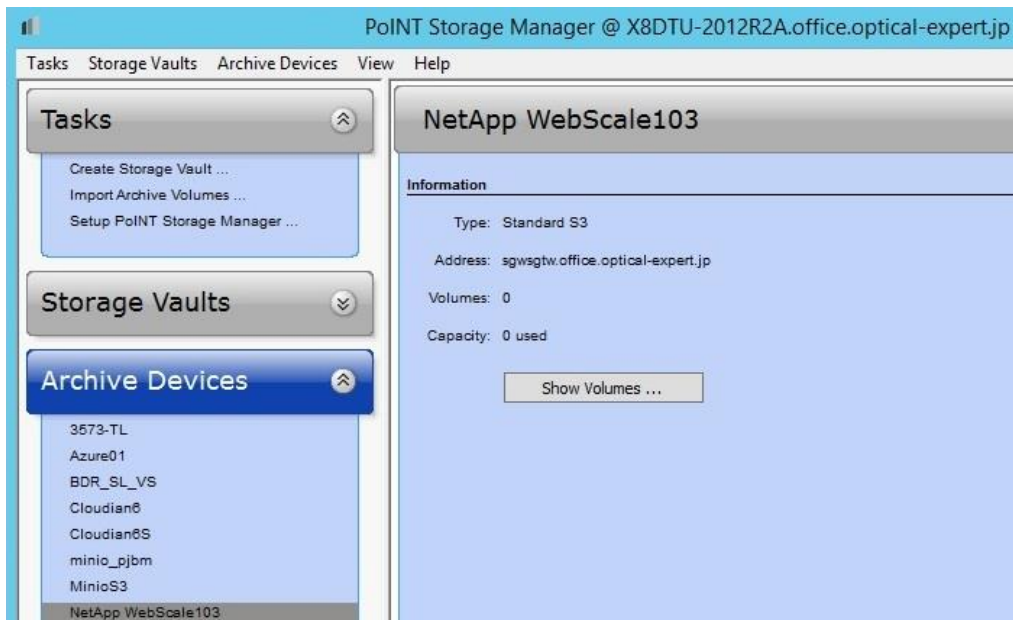 PoINT Storage Manager @ X8DTU-2012R2A.office.optical-expert.jp
Tasks Storage Vaults Archive Devices View Help
Tasks
Create Storage Vault ...
Import Archive Volumes ...
Setup PoINT Storage Manager ...
Storage Vaults
Archive Devices
3573-TL
Azure01
BDR_SL_VS
Cloudian6
Cloudian6S
minio_pjbm
MinioS3
NetApp WebScale103
NetApp WebScale103
Information
Type: Standard S3
Address: sgwsgtw.office.optical-expert.jp
Volumes: 0
Capacity: 0 used
Show Volumes ...